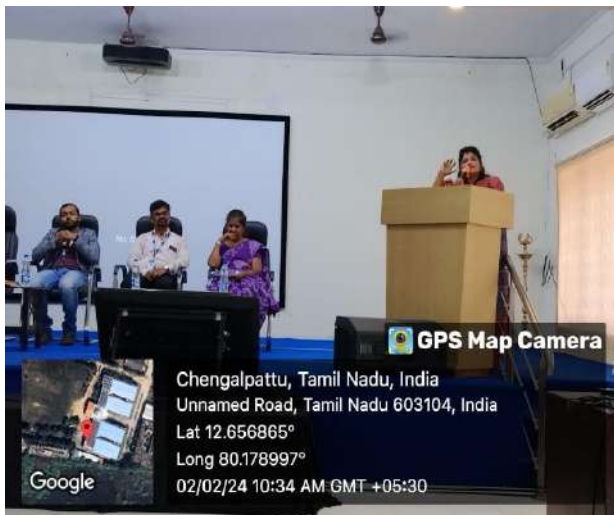 GPS Map Camera
Chengalpattu, Tamil Nadu, India
Unnamed Road, Tamil Nadu 603104, India
Lat 12.656865°
Long 80.178997°
02/02/24 10:34 AM GMT +05:30
Google